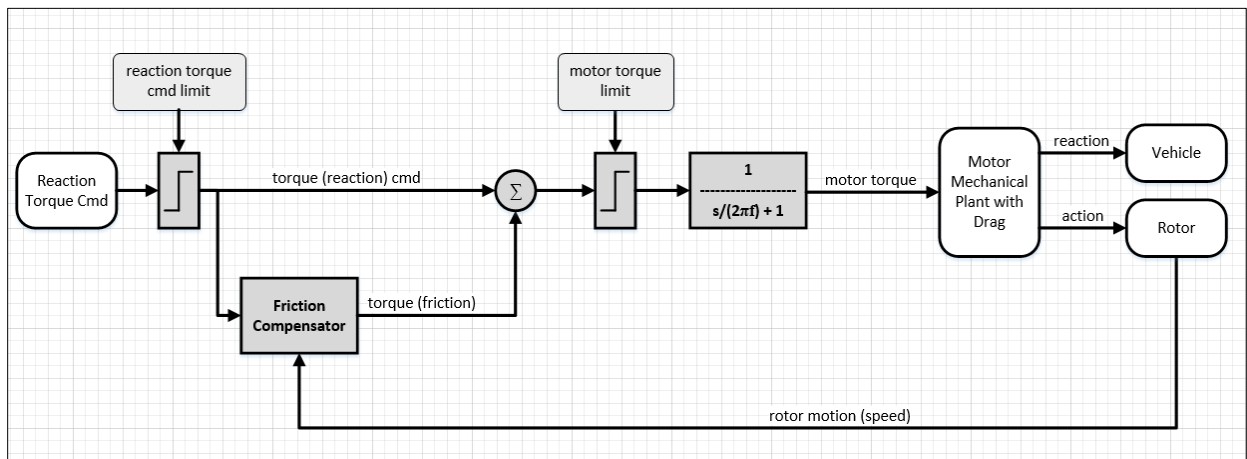 reaction torque
cmd limit
motor torque
limit
Reaction
Torque Cmd
torque (reaction) cmd
Σ
1
--------------------
s/(2πf) + 1
motor torque
Motor
Mechanical
Plant with
Drag
reaction
Vehicle
action
Rotor
Friction
Compensator
torque (friction)
rotor motion (speed)